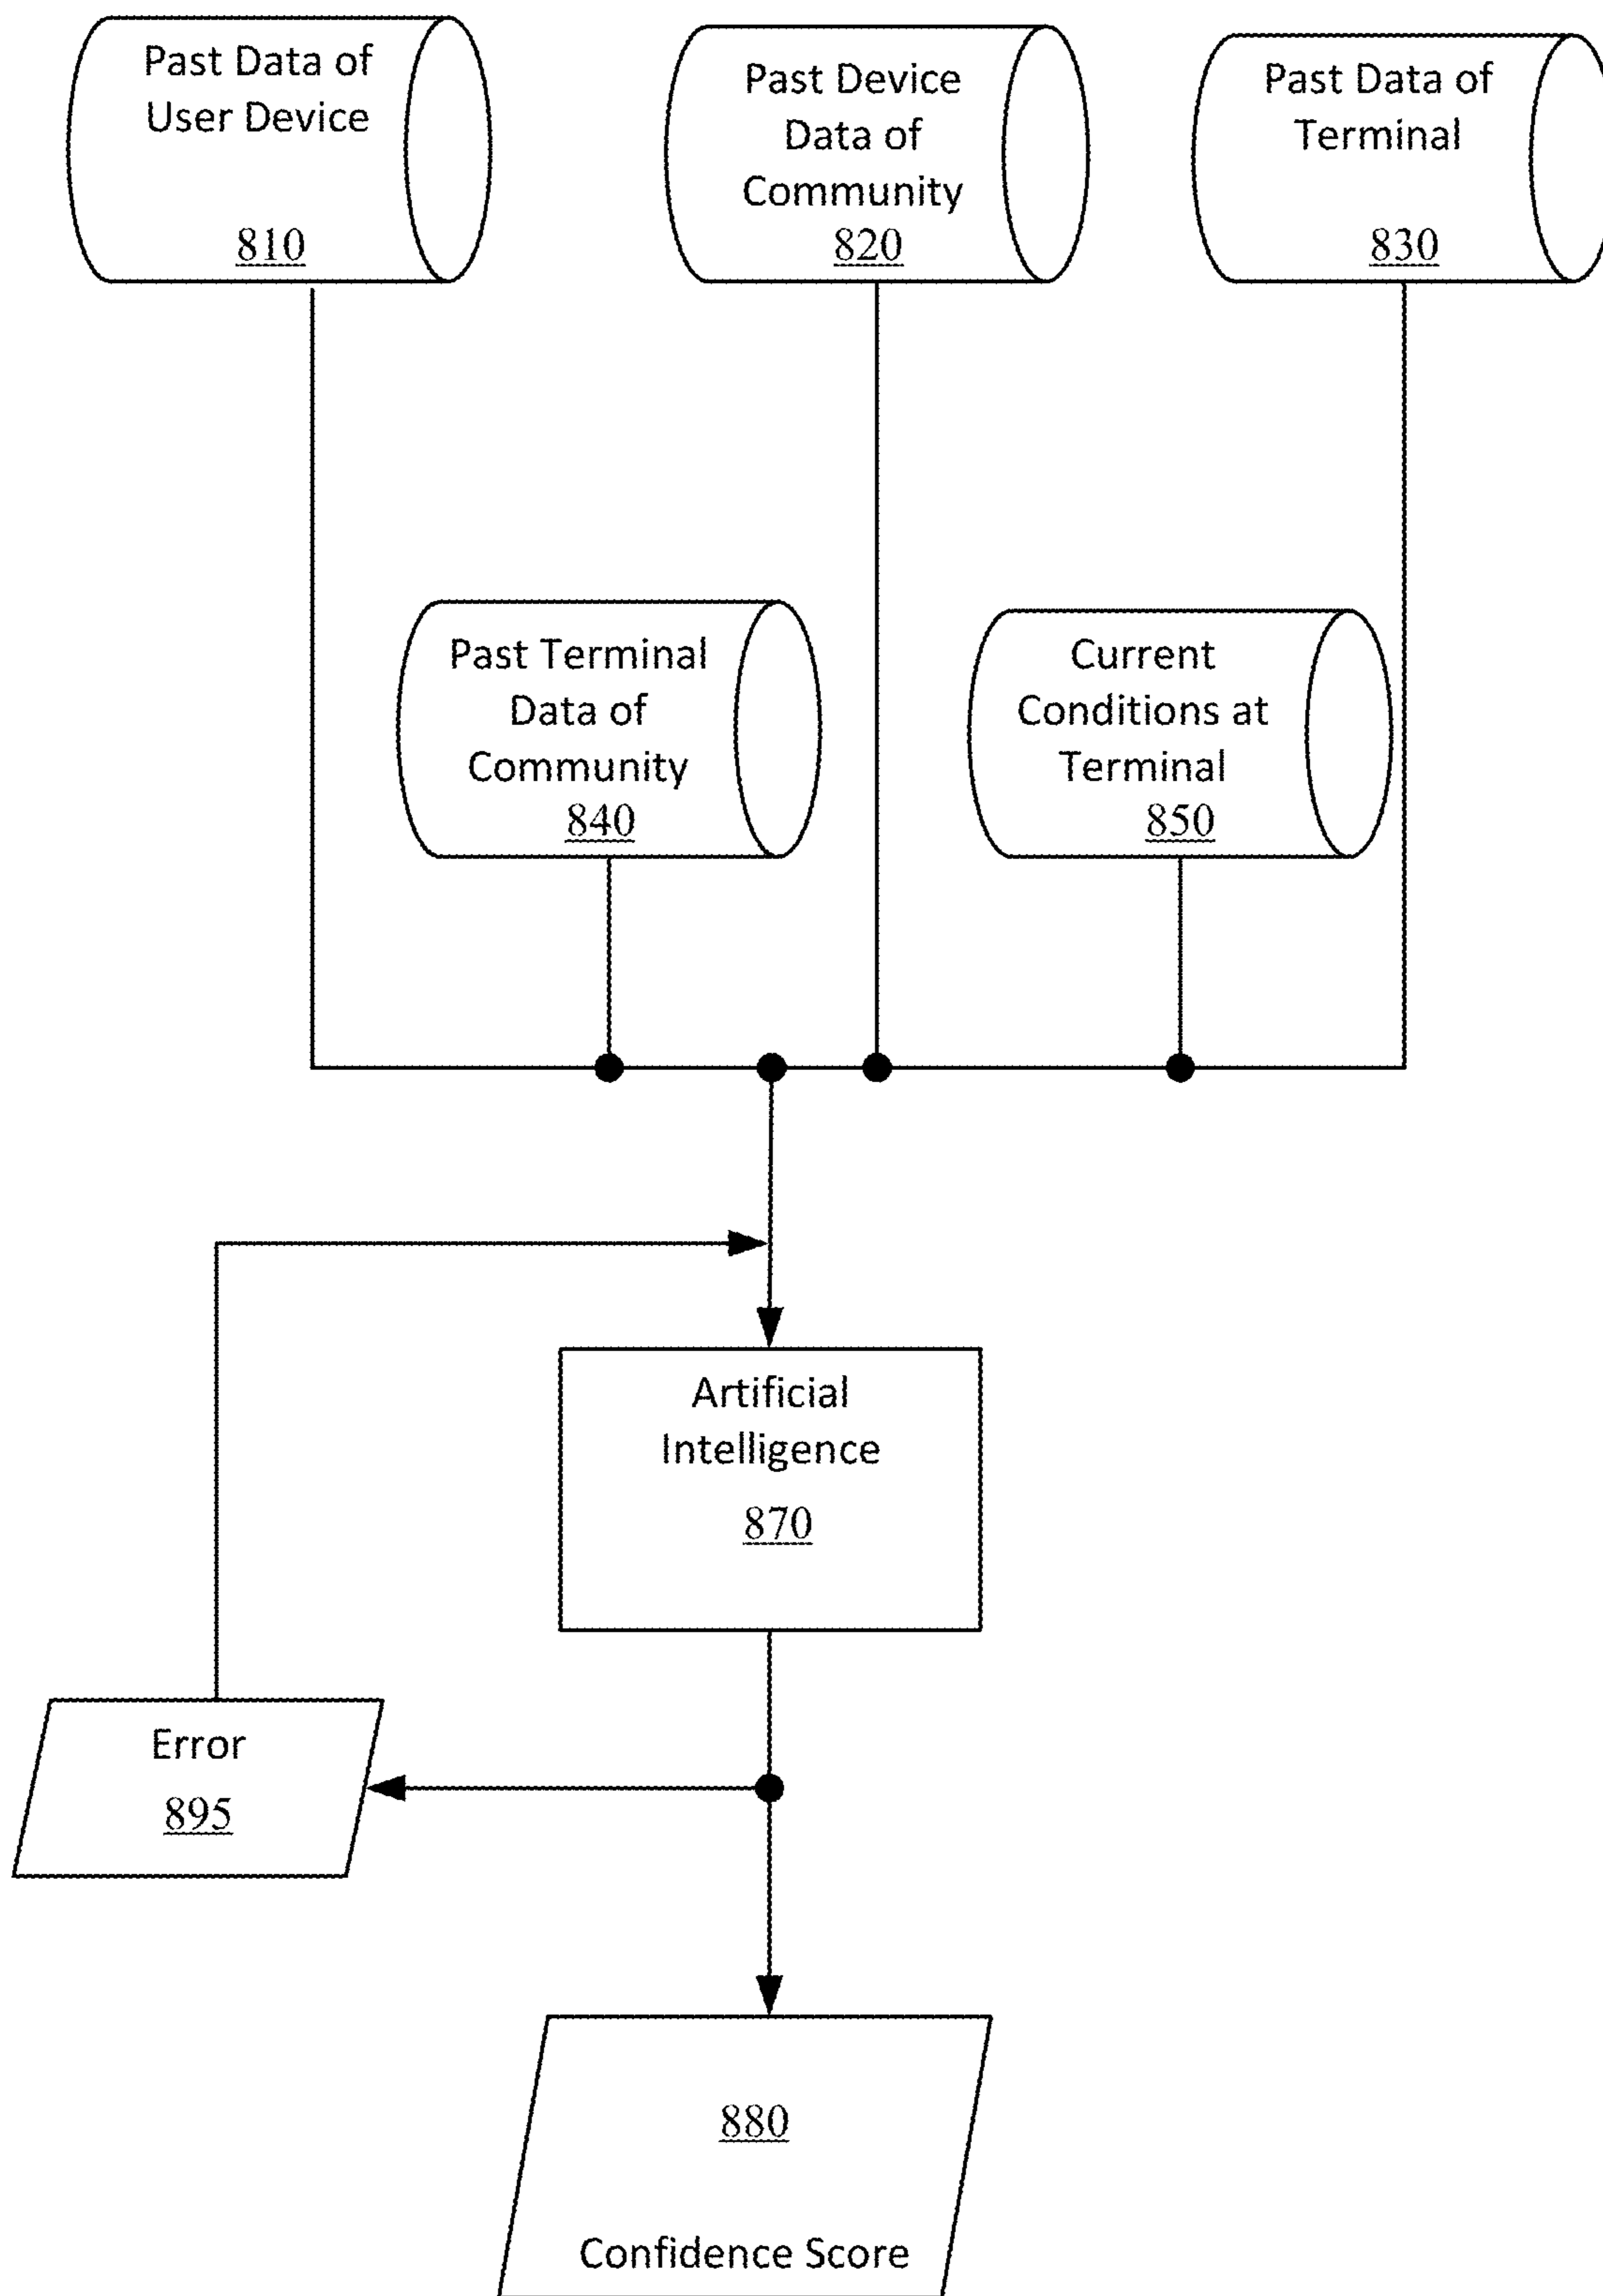 Past Data of
User Device
810
Past Device
Data of
Community
820
Past Data of
Terminal
830
Past Terminal
Data of
Community
840
Current
Conditions at
Terminal
850
Artificial
Intelligence
870
Error
895
880
Confidence Score